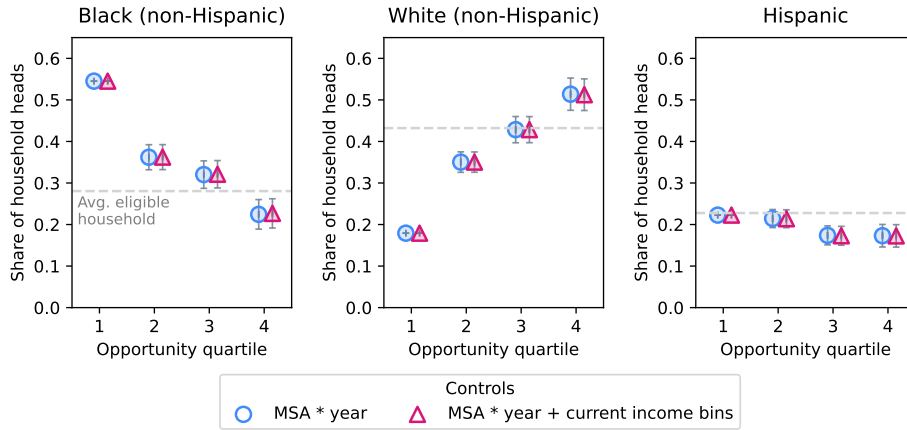 Black (non-Hispanic)
Share of household heads
0.6
0.5
0.4
0.3
0.2
0.1
0.0
Avg. eligible
household
1 2 3 4
Opportunity quartile
White (non-Hispanic)
Share of household heads
0.6
0.5
0.4
0.3
0.2
0.1
0.0
1 2 3 4
Opportunity quartile
Hispanic
Share of household heads
0.6
0.5
0.4
0.3
0.2
0.1
0.0
1 2 3 4
Opportunity quartile
Controls
MSA * year MSA * year + current income bins